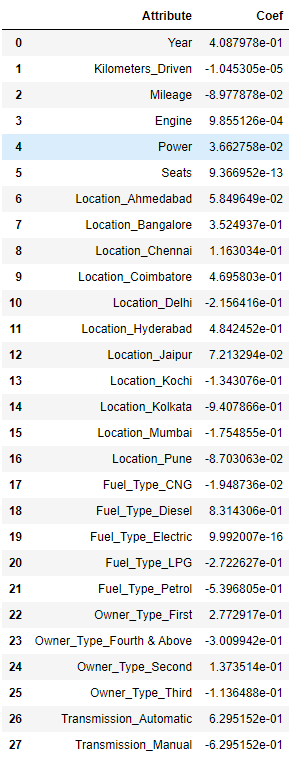 Attribute Coef
0 Year 4.087978e-01
1 Kilometers_Driven -1.045305e-05
2 Mileage -8.977878e-02
3 Engine 9.855126e-04
4 Power 3.662758e-02
5 Seats 9.366952e-13
6 Location_Ahmedabad 5.849649e-02
7 Location_Bangalore 3.524937e-01
8 Location_Chennai 1.163034e-01
9 Location_Coimbatore 4.695803e-01
10 Location_Delhi -2.156416e-01
11 Location_Hyderabad 4.842452e-01
12 Location_Jaipur 7.213294e-02
13 Location_Kochi -1.343076e-01
14 Location_Kolkata -9.407866e-01
15 Location_Mumbai -1.754855e-01
16 Location_Pune -8.703063e-02
17 Fuel_Type_CNG -1.948736e-02
18 Fuel_Type_Diesel 8.314306e-01
19 Fuel_Type_Electric 9.992007e-16
20 Fuel_Type_LPG -2.722627e-01
21 Fuel_Type_Petrol -5.396805e-01
22 Owner_Type_First 2.772917e-01
23 Owner_Type_Fourth & Above -3.009942e-01
24 Owner_Type_Second 1.373514e-01
25 Owner_Type_Third -1.136488e-01
26 Transmission_Automatic 6.295152e-01
27 Transmission_Manual -6.295152e-01